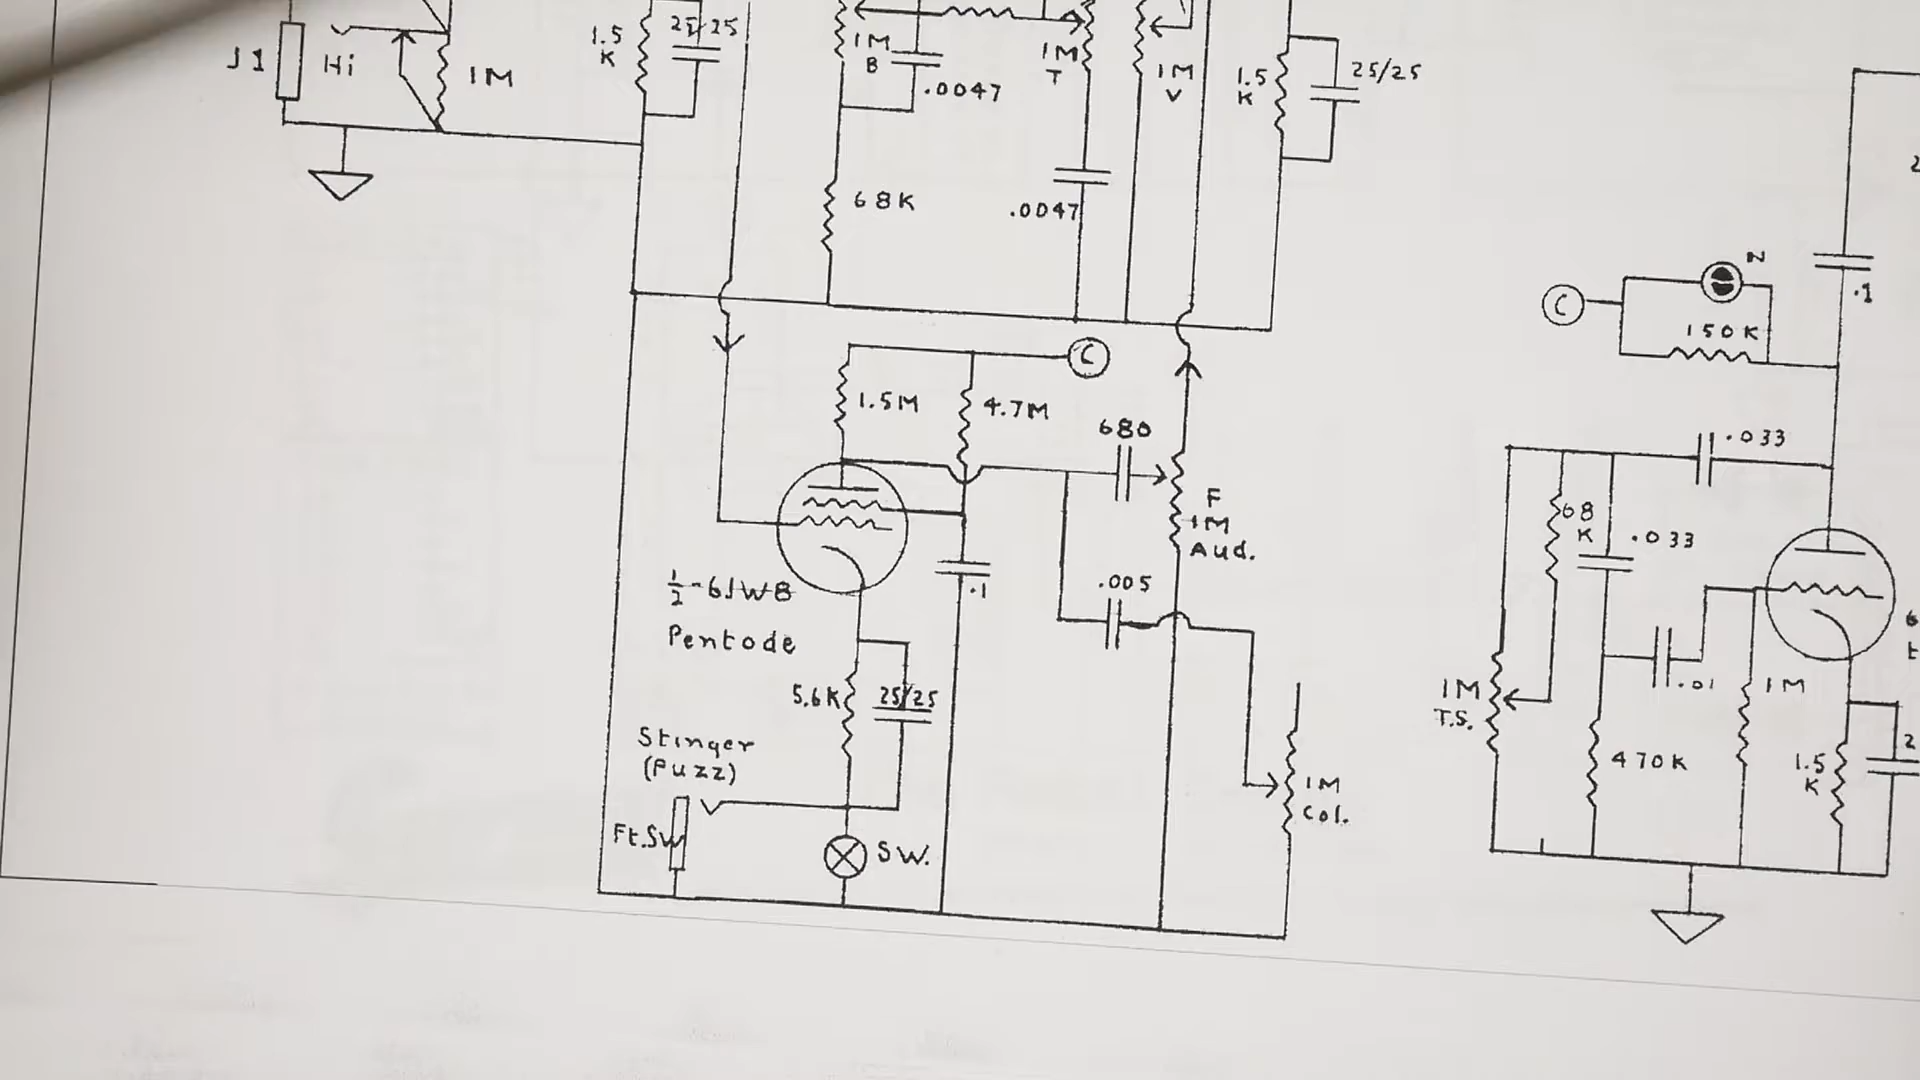 J1
Hi
1M
1.5
K
25/25
1M
B
.0047
1M
T
1M
V
1.5
K
25/25
68K
.0047
C
1.5M
4.7M
680
F
1M
Aud.
.005
.1
½-6JW8
Pentode
5.6K
25/25
Stinger
(Fuzz)
Ft.Sw
SW.
1M
Col.
C
N
150K
.1
.033
68
K
.033
.01
1M
1M
T.S.
470K
1.5
K
2